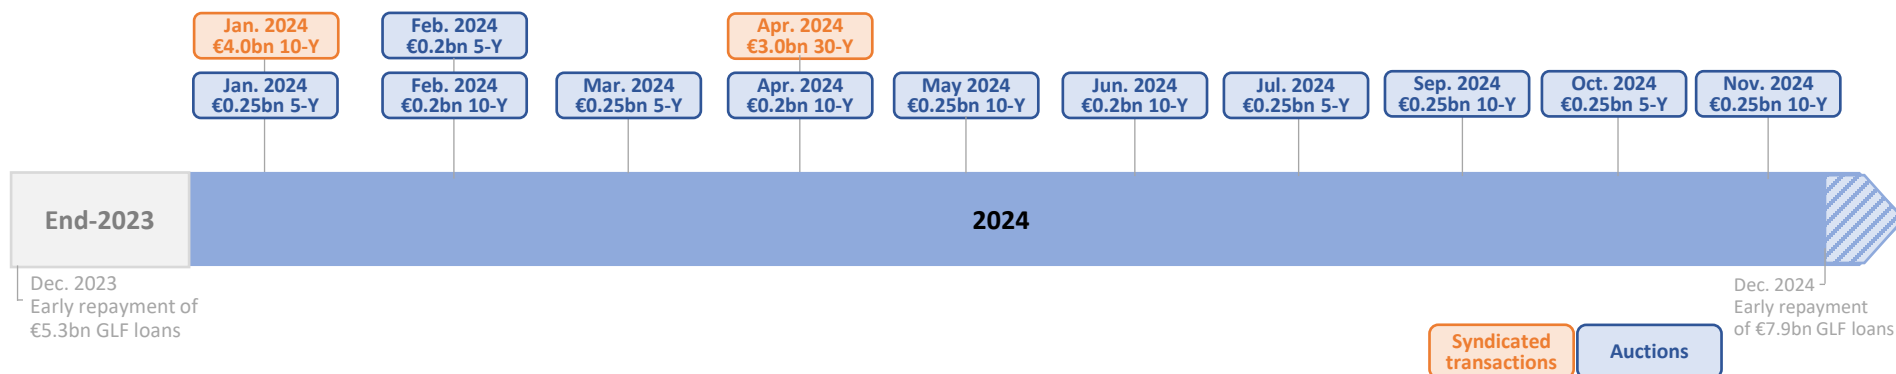 Jan. 2024
€4.0bn 10-Y
Feb. 2024
€0.2bn 5-Y
Apr. 2024
€3.0bn 30-Y
Jan. 2024
€0.25bn 5-Y
Feb. 2024
€0.2bn 10-Y
Mar. 2024
€0.25bn 5-Y
Apr. 2024
€0.2bn 10-Y
May 2024
€0.25bn 10-Y
Jun. 2024
€0.2bn 10-Y
Jul. 2024
€0.25bn 5-Y
Sep. 2024
€0.25bn 10-Y
Oct. 2024
€0.25bn 5-Y
Nov. 2024
€0.25bn 10-Y
End-2023
2024
Dec. 2023
Early repayment of
€5.3bn GLF loans
Dec. 2024
Early repayment
of €7.9bn GLF loans
Syndicated
transactions
Auctions